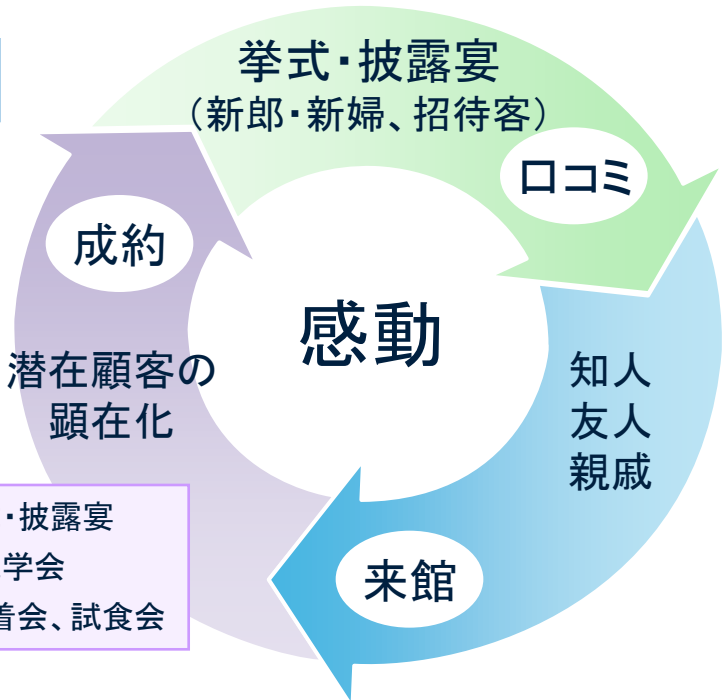 挙式・披露宴
（新郎・新婦、招待客）
口コミ
成約
感動
潜在顧客の
顕在化
知人
友人
親戚
来館
・披露宴
学会
着会、試食会